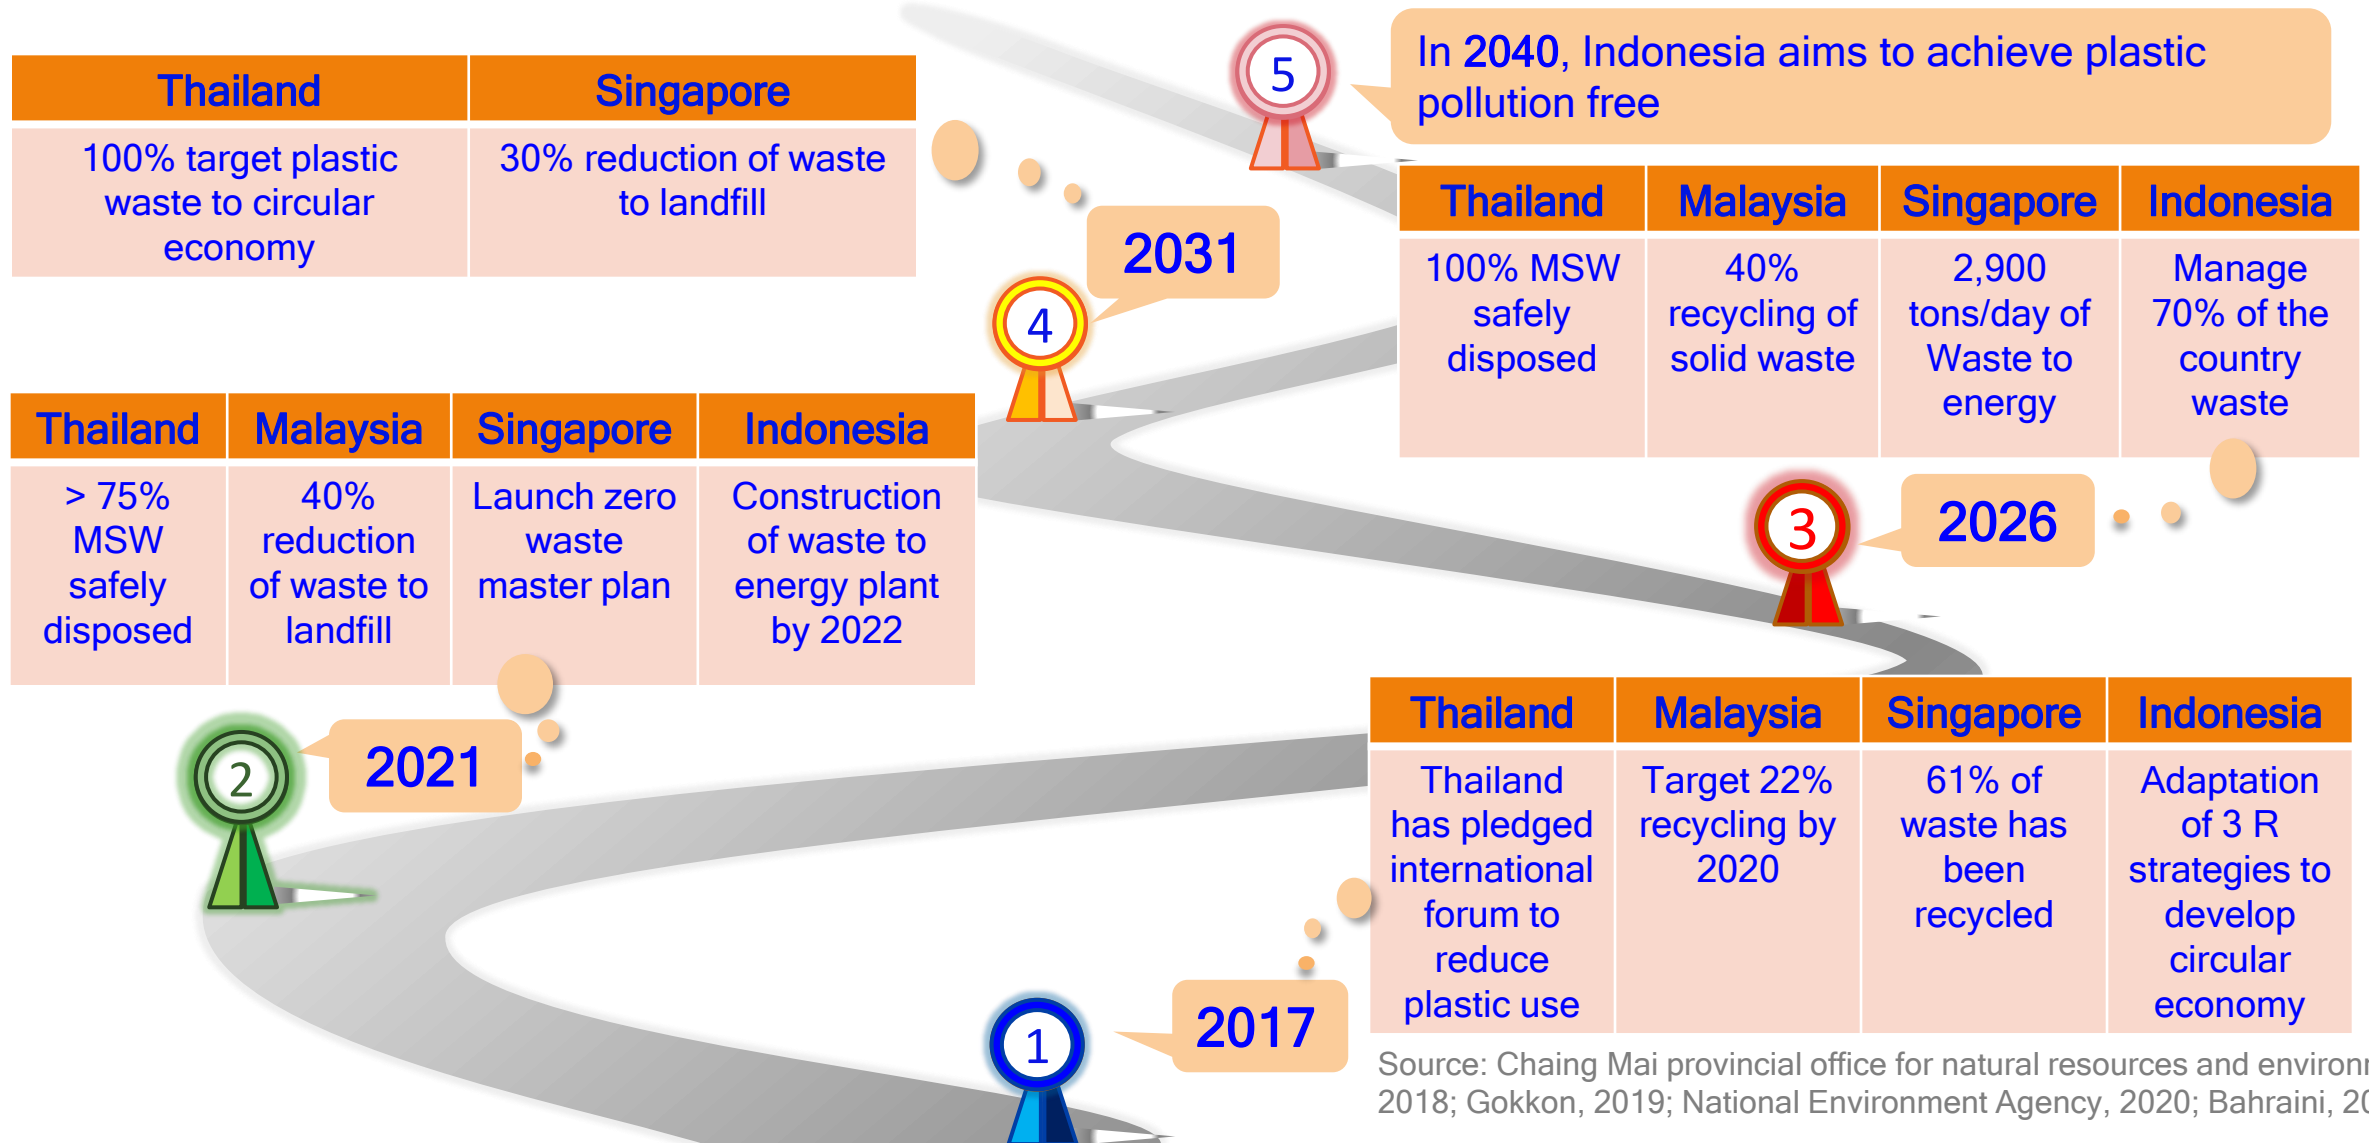 Thailand Singapore
100% target plastic
waste to circular
economy
30% reduction of waste
to landfill
5
In 2040, Indonesia aims to achieve plastic
pollution free
2031
4
Thailand Malaysia Singapore Indonesia
100% MSW
safely
disposed
40%
recycling of
solid waste
2,900
tons/day of
Waste to
energy
Manage
70% of the
country
waste
3
2026
Thailand Malaysia Singapore Indonesia
> 75%
MSW
safely
disposed
40%
reduction
of waste to
landfill
Launch zero
waste
master plan
Construction
of waste to
energy plant
by 2022
2
2021
Thailand Malaysia Singapore Indonesia
Thailand
has pledged
international
forum to
reduce
plastic use
Target 22%
recycling by
2020
61% of
waste has
been
recycled
Adaptation
of 3 R
strategies to
develop
circular
economy
1
2017
Source: Chaing Mai provincial office for natural resources and
2018; Gokkon, 2019; National Environment Agency, 2020; Bahraini,